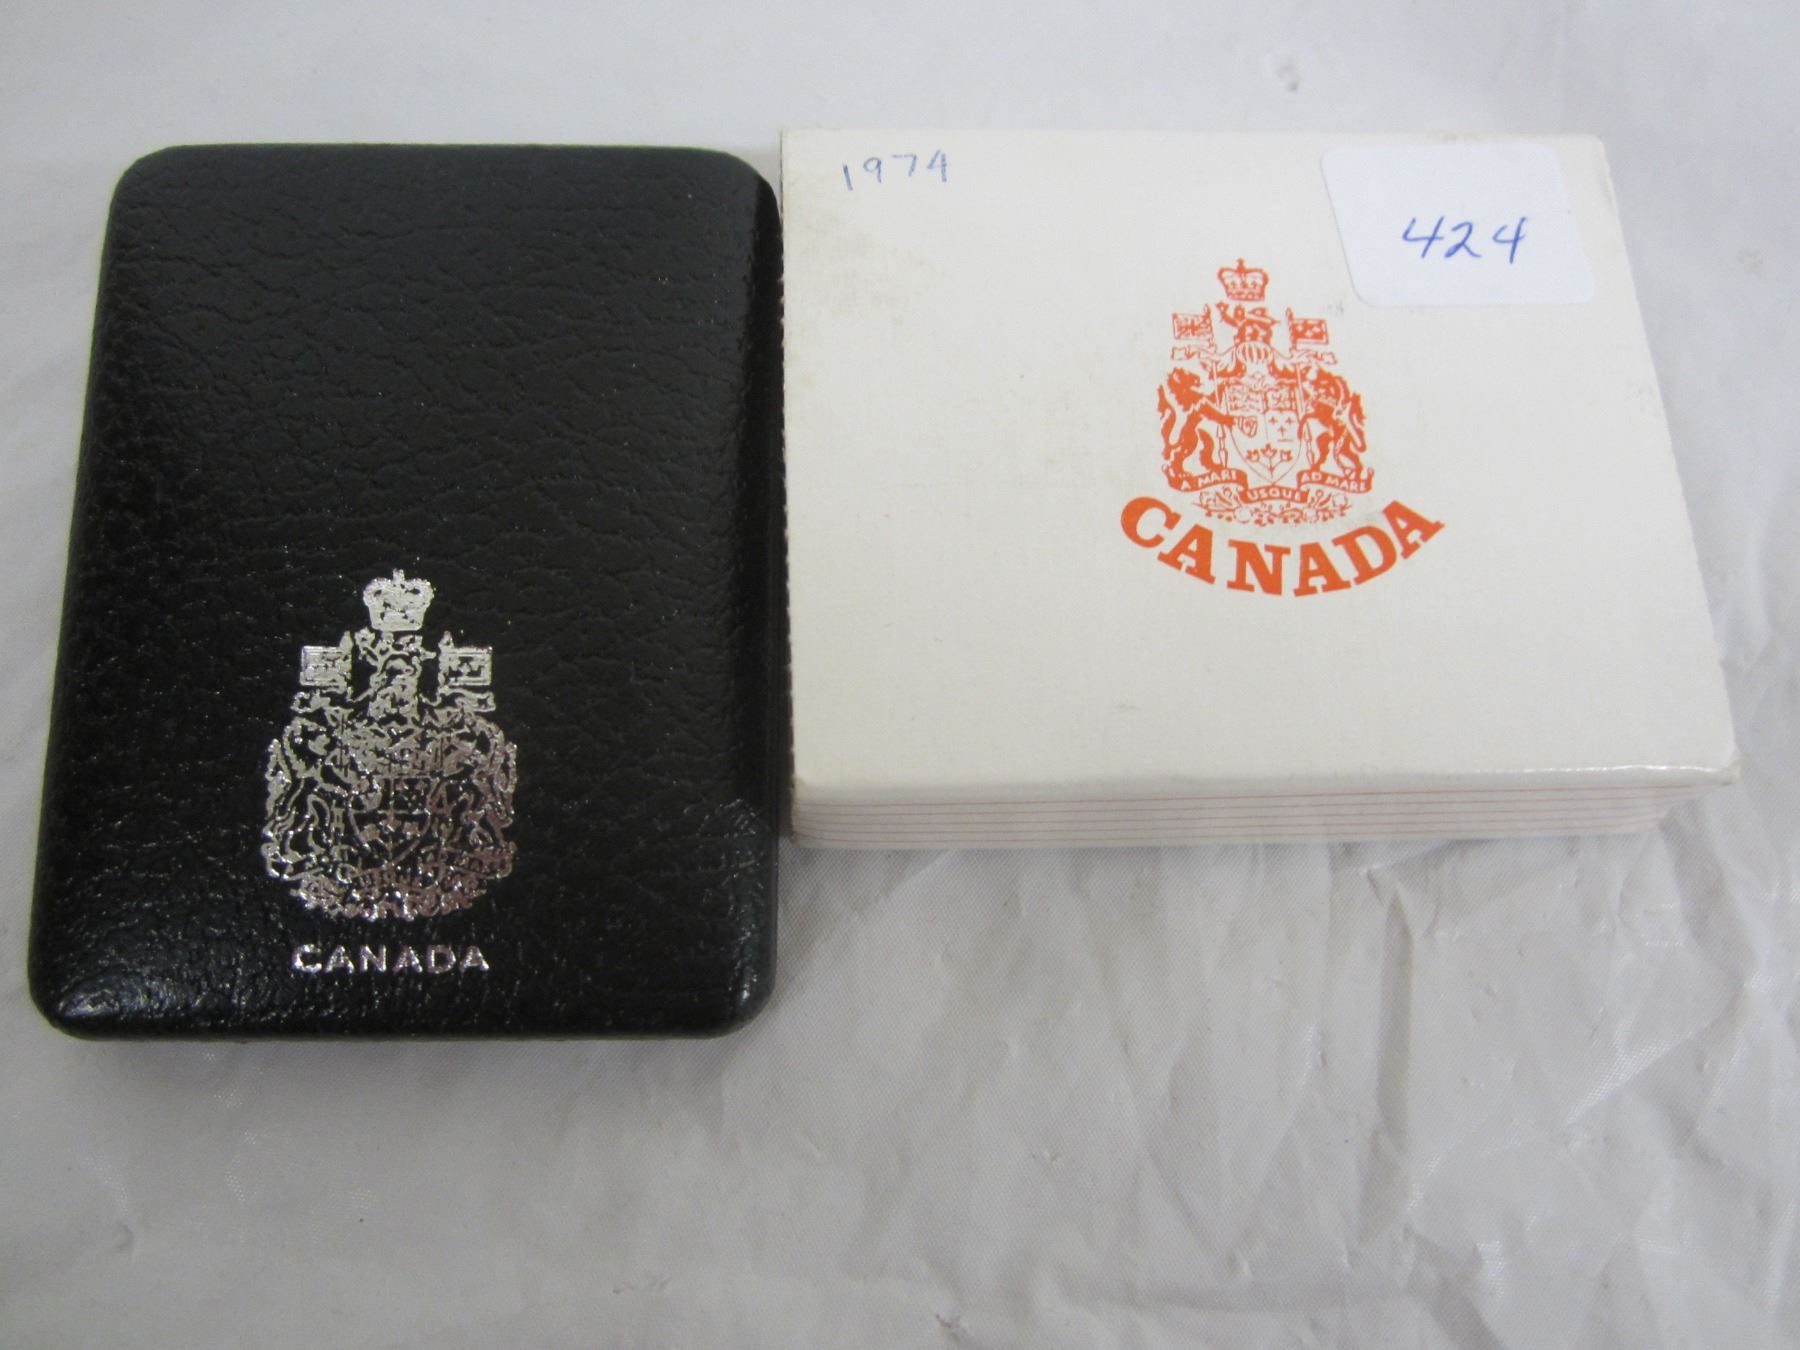 CANADA
1974
424
A MARI USQUE AD MARE
CANADA